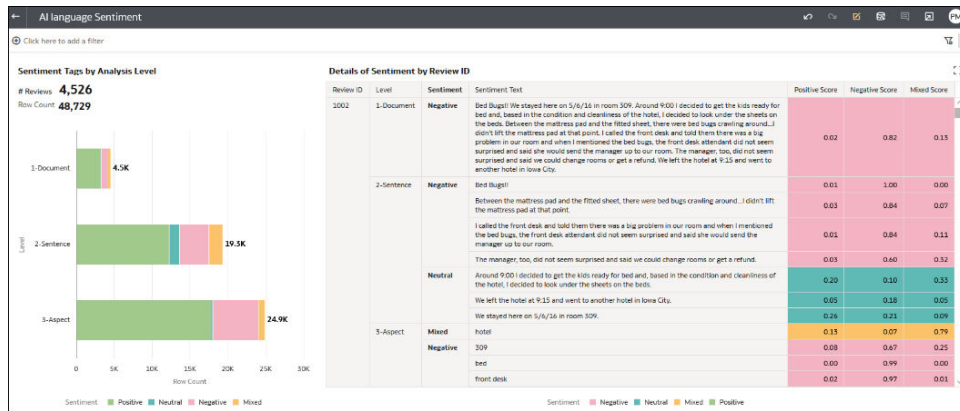 AI language Sentiment
PM
Click here to add a filter
Sentiment Tags by Analysis Level
# Reviews 4,526
Row Count 48,729
1-Document 4.5K
2-Sentence 19.3K
3-Aspect 24.9K
Level
0 5K 10K 15K 20K 25K 30K
Row Count
Sentiment Positive Neutral Negative Mixed
Details of Sentiment by Review ID
Review ID Level Sentiment Sentiment Text Positive Score Negative Score Mixed Score
1002 1-Document Negative Bed Bugs!! We stayed here on 5/6/16 in room 309. Around 9:00 I decided to get the kids ready for
bed and, based in the condition and cleanliness of the hotel, I decided to look under the sheets on
the beds. Between the mattress pad and the fitted sheet, there were bed bugs crawling around...I
didn't lift the mattress pad at that point. I called the front desk and told them there was a big
problem in our room and when I mentioned the bed bugs, the front desk attendant did not seem
surprised and said she would send the manager up to our room. The manager, too, did not seem
surprised and said we could change rooms or get a refund. We left the hotel at 9:15 and went to
another hotel in Iowa City.
0.02 0.82 0.13
2-Sentence Negative Bed Bugs!! 0.01 1.00 0.00
Between the mattress pad and the fitted sheet, there were bed bugs crawling around...I didn't lift
the mattress pad at that point.
0.03 0.84 0.07
I called the front desk and told them there was a big problem in our room and when I mentioned
the bed bugs, the front desk attendant did not seem surprised and said she would send the
manager up to our room.
0.01 0.84 0.11
The manager, too, did not seem surprised and said we could change rooms or get a refund. 0.03 0.60 0.32
Neutral Around 9:00 I decided to get the kids ready for bed and, based in the condition and cleanliness of
the hotel, I decided to look under the sheets on the beds.
0.20 0.10 0.33
We left the hotel at 9:15 and went to another hotel in Iowa City. 0.05 0.18 0.05
We stayed here on 5/6/16 in room 309. 0.26 0.21 0.09
3-Aspect Mixed hotel 0.13 0.07 0.79
Negative 309 0.08 0.67 0.25
bed 0.00 0.99 0.00
front desk 0.02 0.97 0.01
Sentiment Negative Neutral Mixed Positive